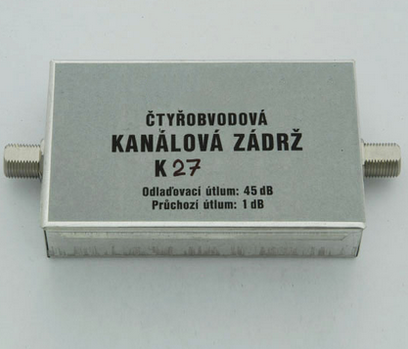 ČTYŘOBVODOVÁ
KANÁLOVÁ ZÁDRŽ
K 27
Odlaďovací útlum: 45 dB
Průchozí útlum: 1 dB